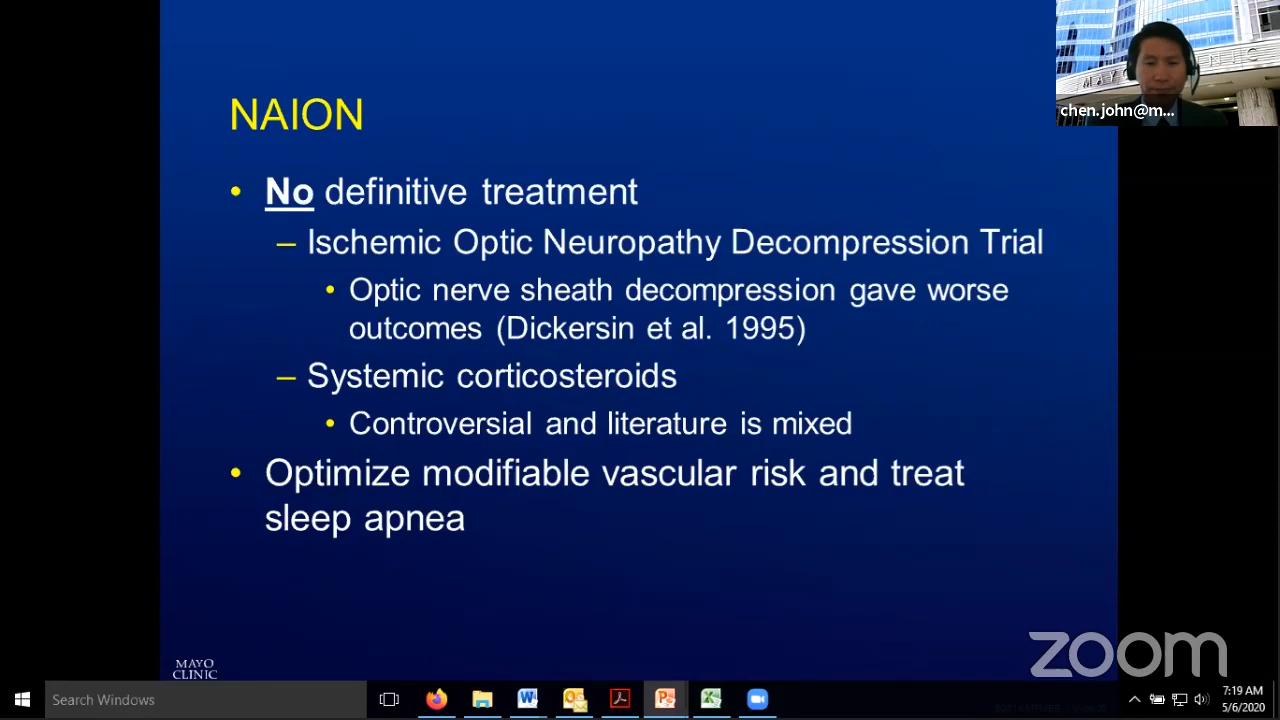 NAION
• No definitive treatment
– Ischemic Optic Neuropathy Decompression Trial
• Optic nerve sheath decompression gave worse
outcomes (Dickersin et al. 1995)
– Systemic corticosteroids
• Controversial and literature is mixed
• Optimize modifiable vascular risk and treat
sleep apnea
MAYO
CLINIC
chen.john@m...
zoom
Search Windows
7:19 AM
5/6/2020